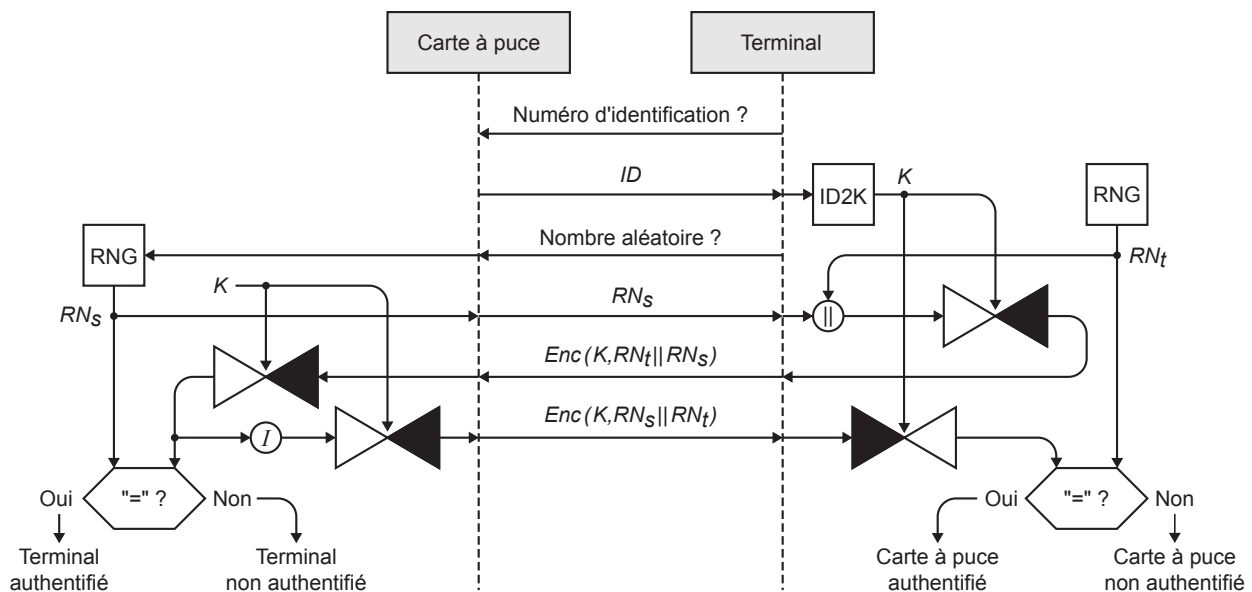 Carte à puce
Terminal
Numéro d'identification ?
ID
ID2K
K
RNG
Nombre aléatoire ?
RNG
RNt
K
RNs
RNs
||
Enc(K,RNt||RNs)
Enc(K,RNs||RNt)
I
Oui
"=" ?
Non
Oui
"=" ?
Non
Terminal
authentifié
Terminal
non authentifié
Carte à puce
authentifié
Carte à puce
non authentifié